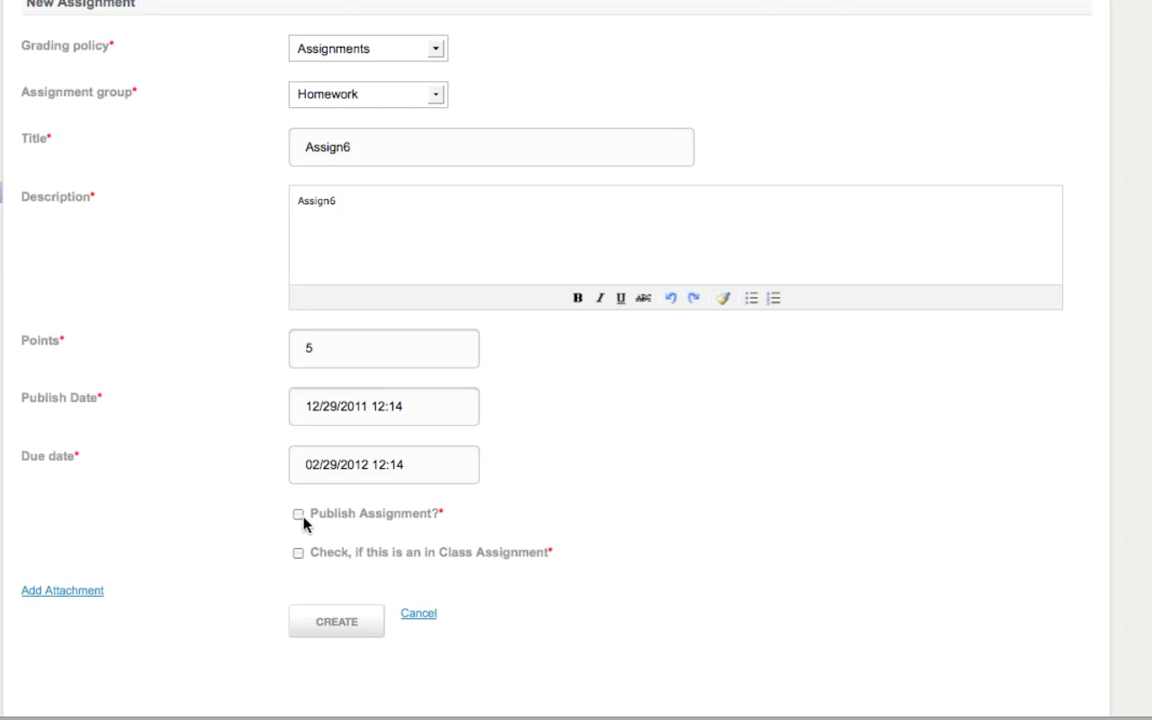 New Assignment
Grading policy*
Assignments
Assignment group*
Homework
Title*
Assign6
Description*
Assign6
B I U ABC
Points*
5
Publish Date*
12/29/2011 12:14
Due date*
02/29/2012 12:14
Publish Assignment?*
Check, if this is an in Class Assignment*
Add Attachment
CREATE
Cancel